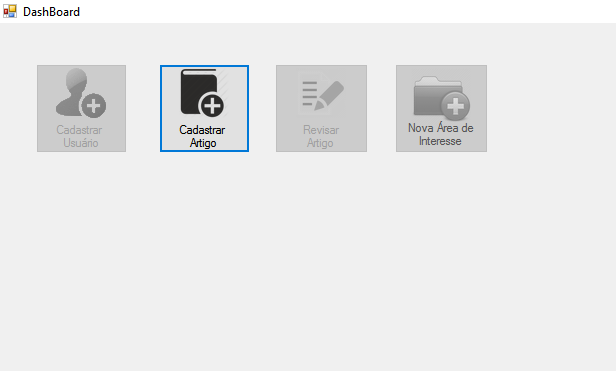 DashBoard
Cadastrar
Usuário
Cadastrar
Artigo
Revisar
Artigo
Nova Área de
Interesse